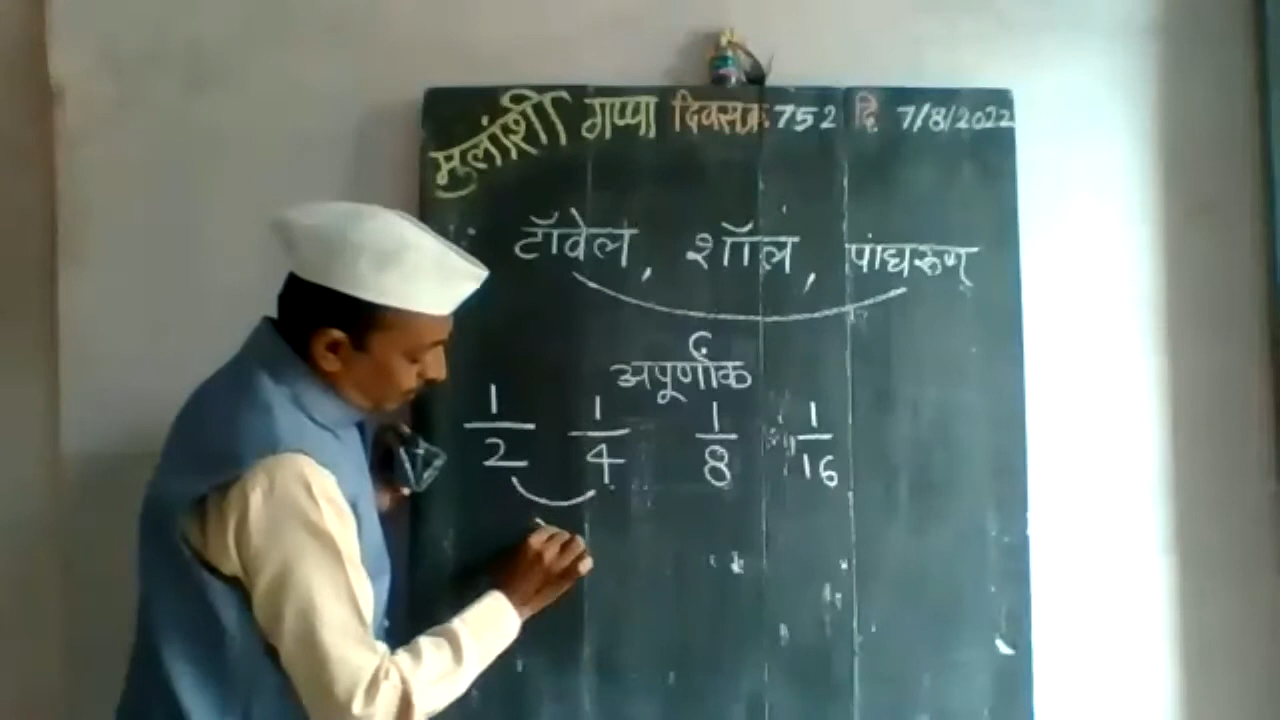 मुलांशी गप्पा दिवस क्र. 752 दि 7/8/2022
टॉवेल, शॉल, पांघरूण
अपूर्णांक
1/2 1/4 1/8 1/16